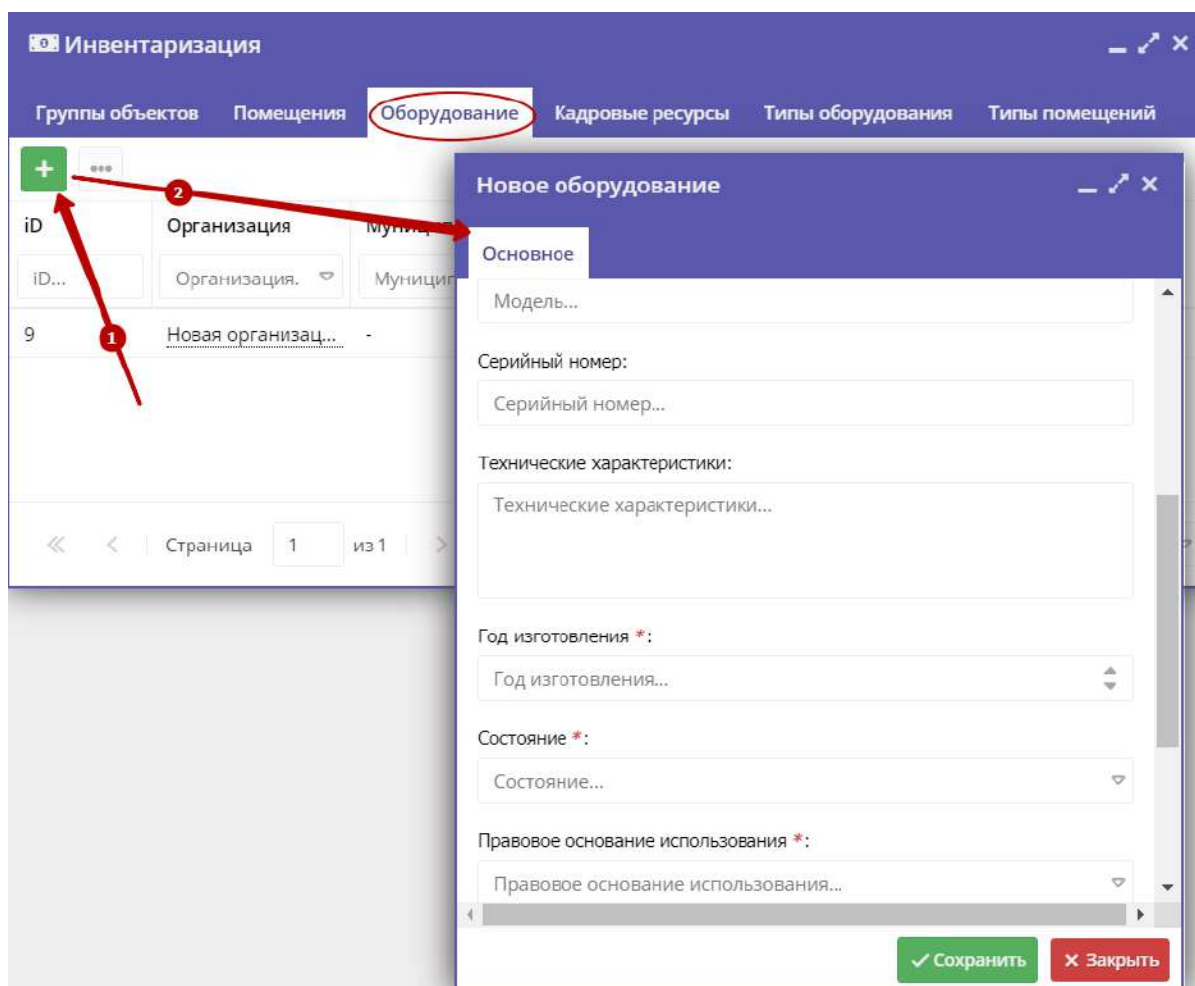 Инвентаризация
Группы объектов Помещения Оборудование Кадровые ресурсы Типы оборудования Типы помещений
+ ...
2
iD Организация
iD... Организация.
9 Новая организац... -
1
Страница 1 из 1
Новое оборудование
Основное
Модель...
Серийный номер:
Серийный номер...
Технические характеристики:
Технические характеристики...
Год изготовления *:
Год изготовления...
Состояние *:
Состояние...
Правовое основание использования *:
Правовое основание использования...
Сохранить Закрыть